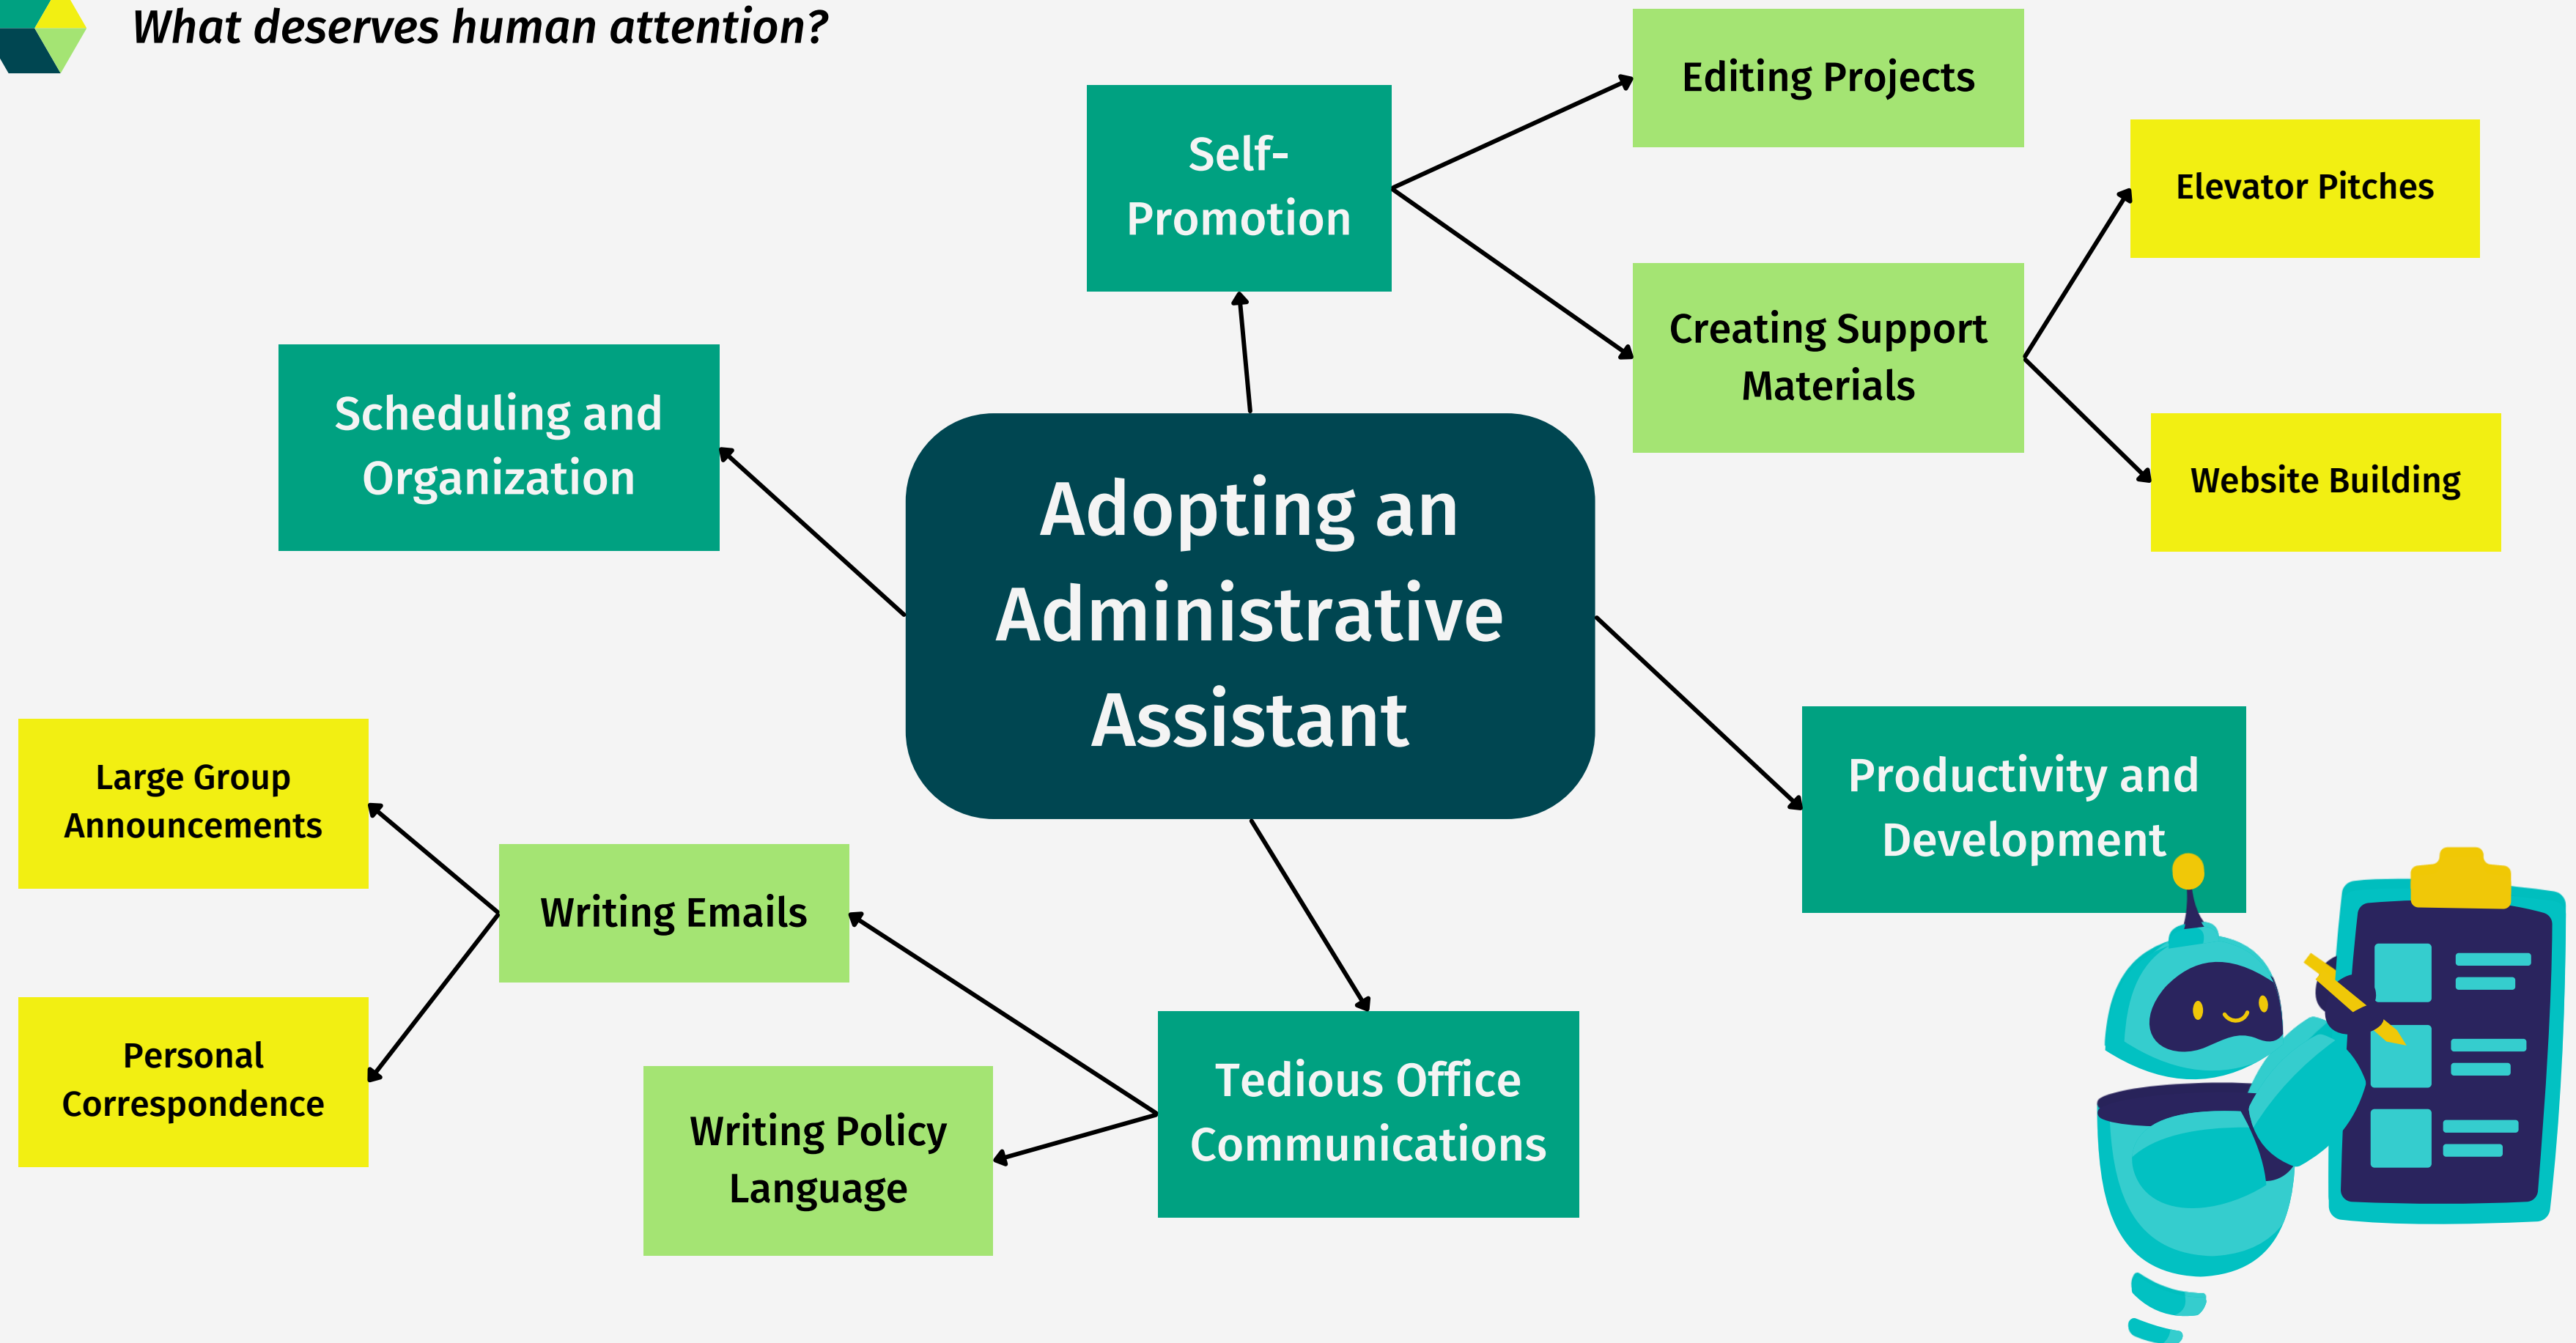 What deserves human attention?
Self-
Promotion
Editing Projects
Creating Support
Materials
Elevator Pitches
Website Building
Scheduling and
Organization
Adopting an
Administrative
Assistant
Productivity and
Development
Large Group
Announcements
Writing Emails
Personal
Correspondence
Writing Policy
Language
Tedious Office
Communications